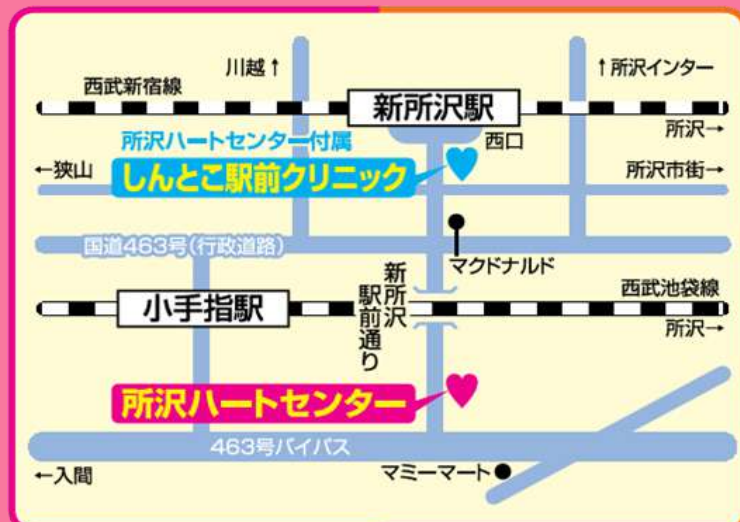 川越↑
↑所沢インター
西武新宿線
新所沢駅
所沢→
所沢ハートセンター付属
西口
←狭山
しんとこ駅前クリニック
所沢市街→
国道463号(行政道路)
マクドナルド
新所沢
駅前通り
西武池袋線
小手指駅
所沢→
所沢ハートセンター
463号バイパス
←入間
マミーマート